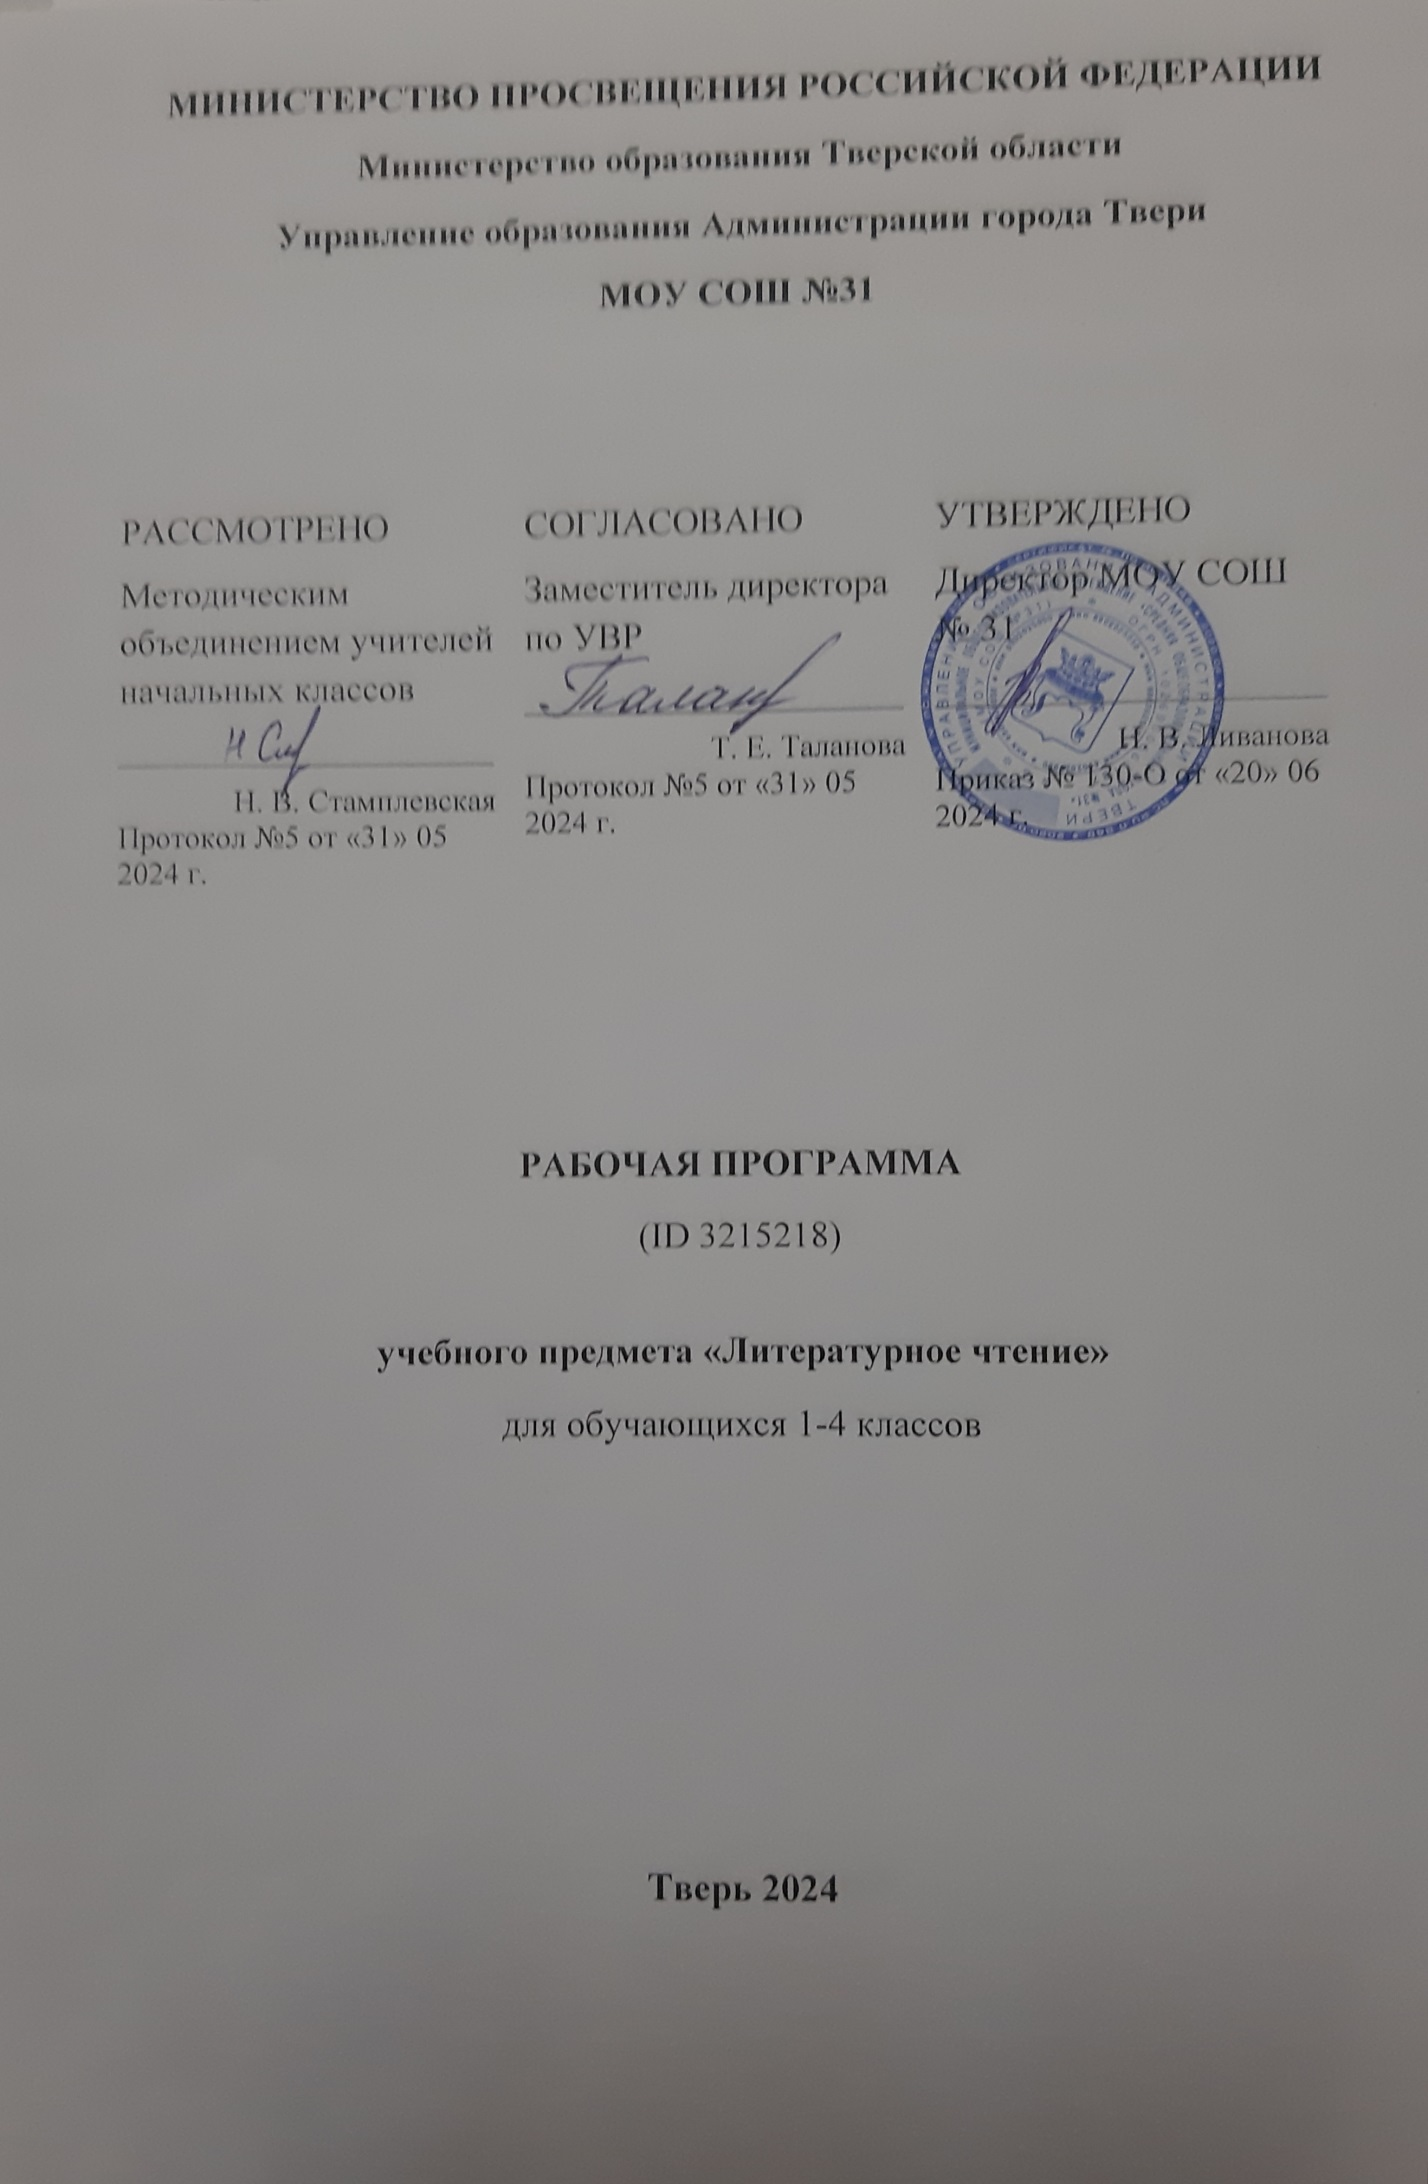 МИНИСТЕРСТВО ПРОСВЕЩЕНИЯ РОССИЙСКОЙ ФЕДЕРАЦИИ
Министерство образования Тверской области
Управление образования Администрации города Твери
МОУ СОШ №31
РАССМОТРЕНО
Методическим
объединением учителей
начальных классов
Н. В. Стамплевская
Протокол №5 от «31» 05
2024 г.
СОГЛАСОВАНО
Заместитель директора
по УВР
Т. Е. Таланова
Протокол №5 от «31» 05
2024 г.
УТВЕРЖДЕНО
Директор МОУ СОШ
№ 31
Н. В. Ливанова
Приказ № 130-О от «20» 06
2024 г.
РАБОЧАЯ ПРОГРАММА
(ID 3215218)
учебного предмета «Литературное чтение»
для обучающихся 1-4 классов
Тверь 2024